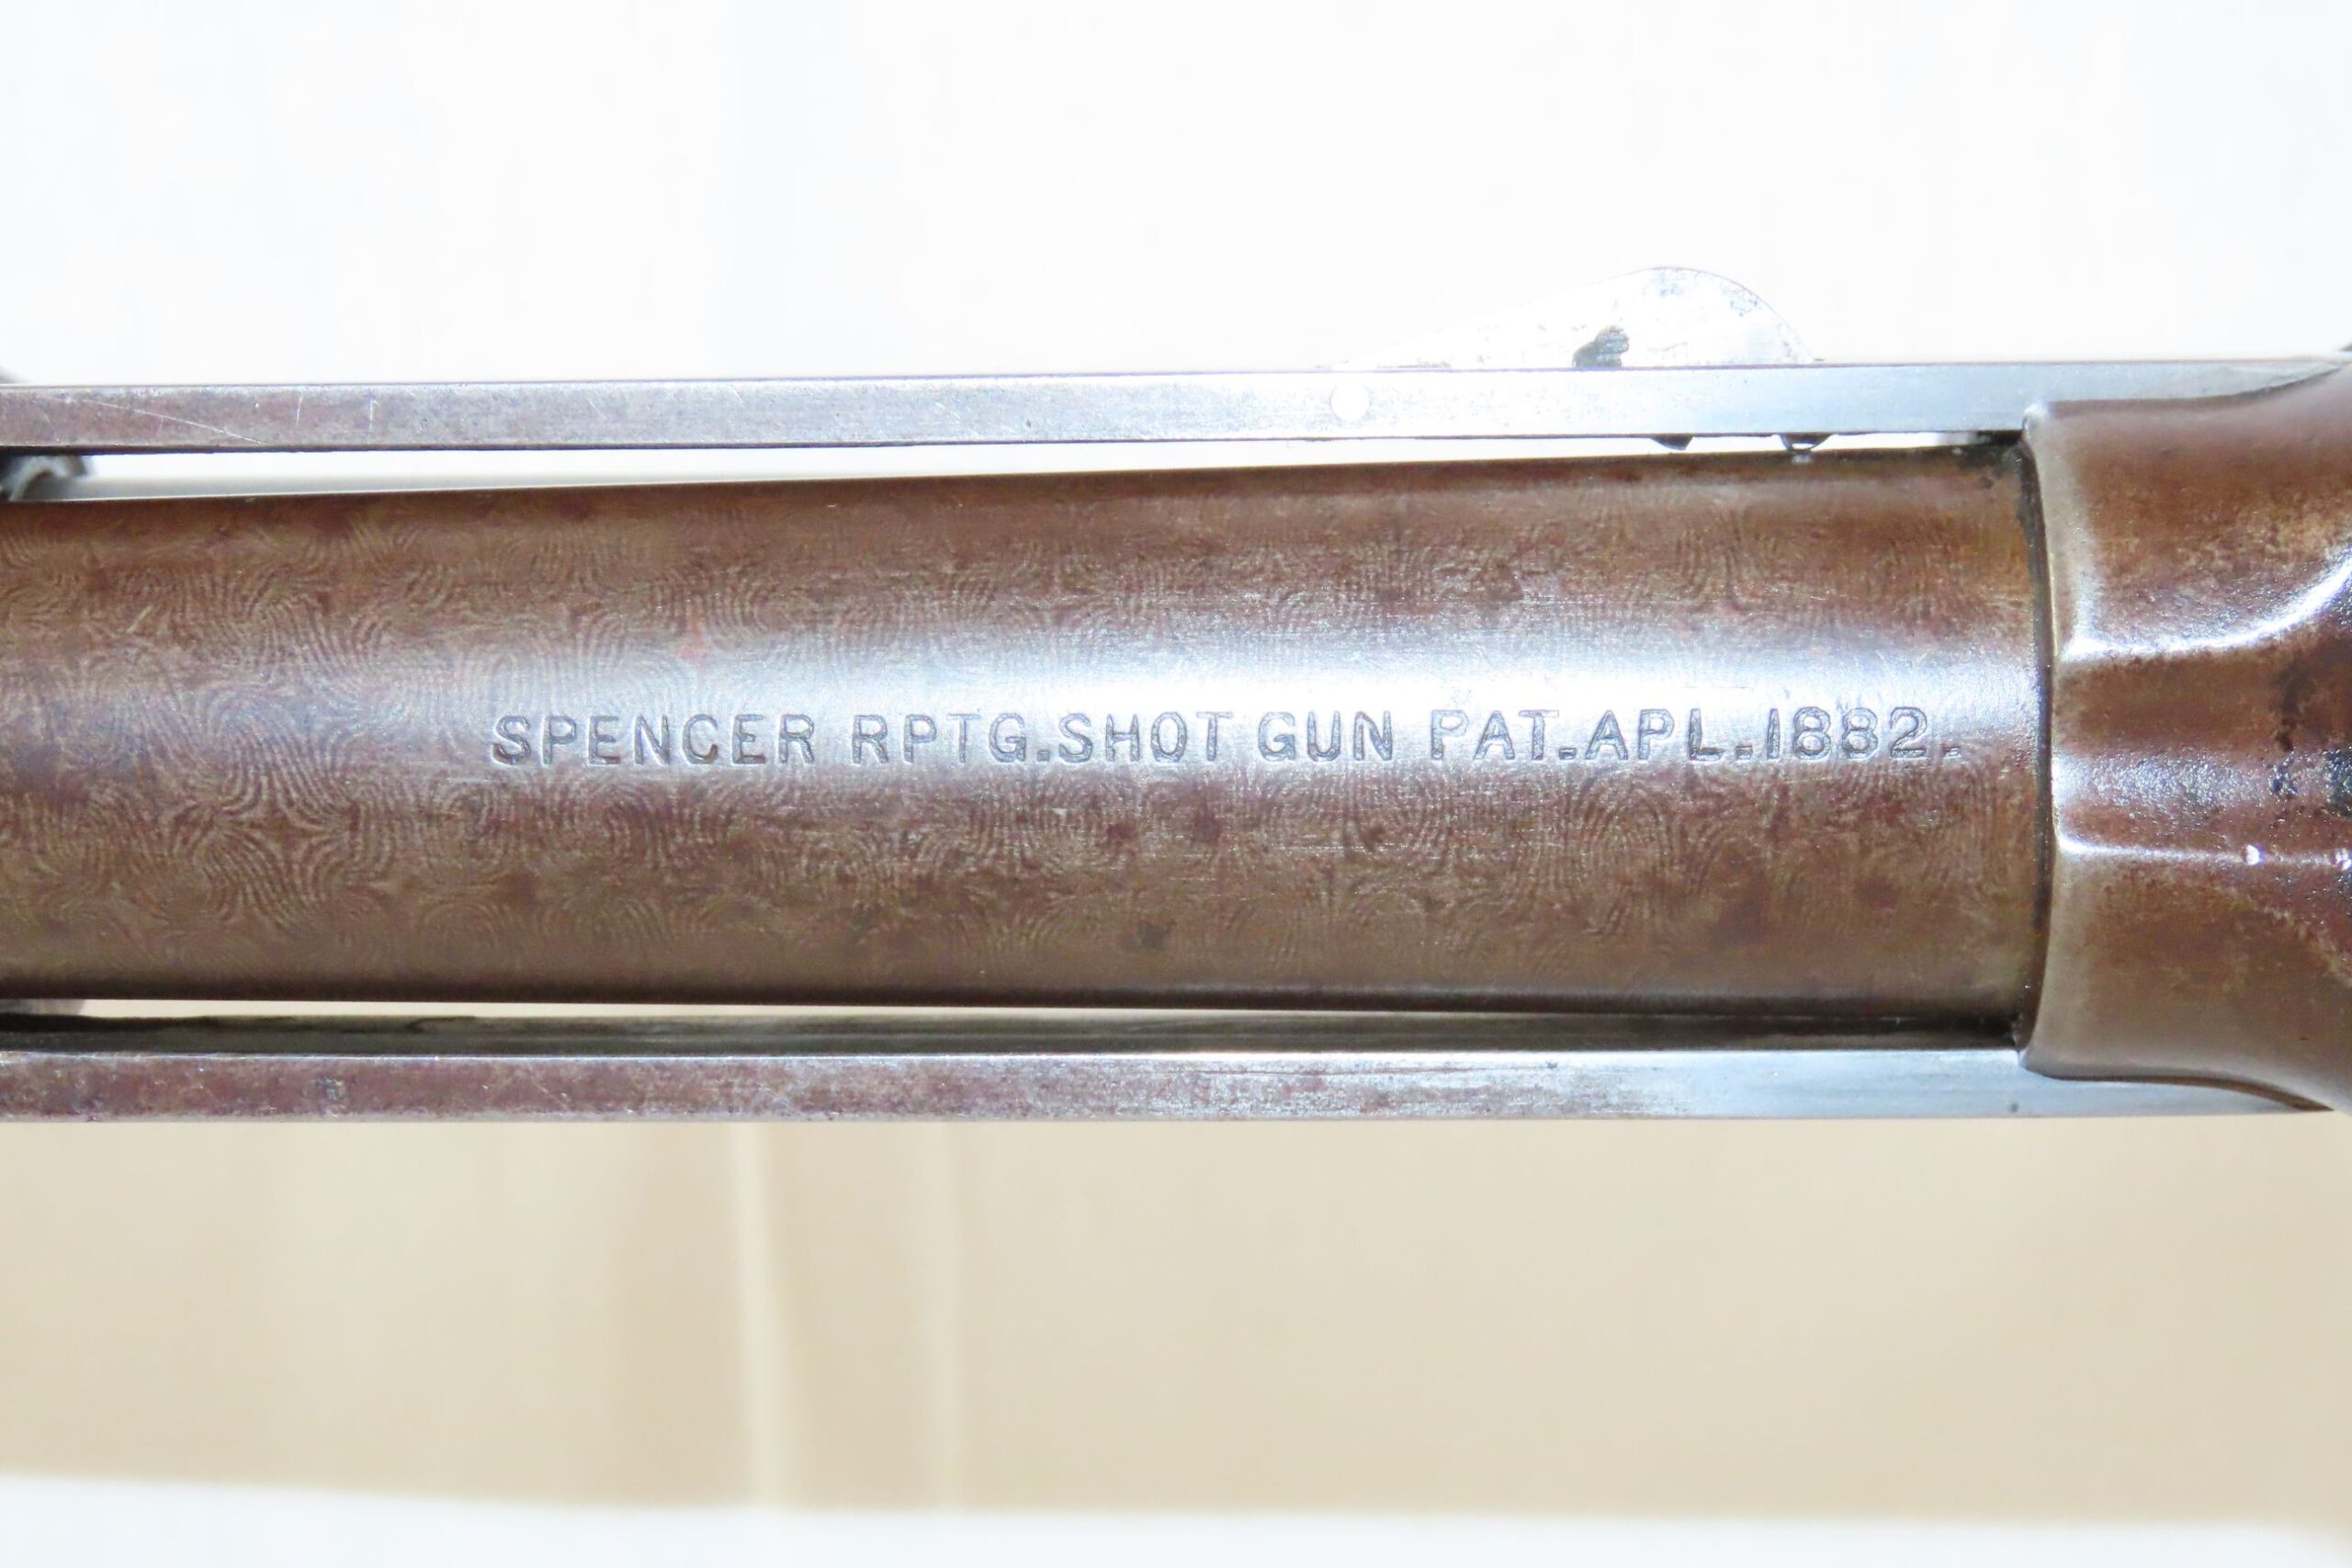 SPENCER RPTG. SHOT GUN PAT. APL. 1882.